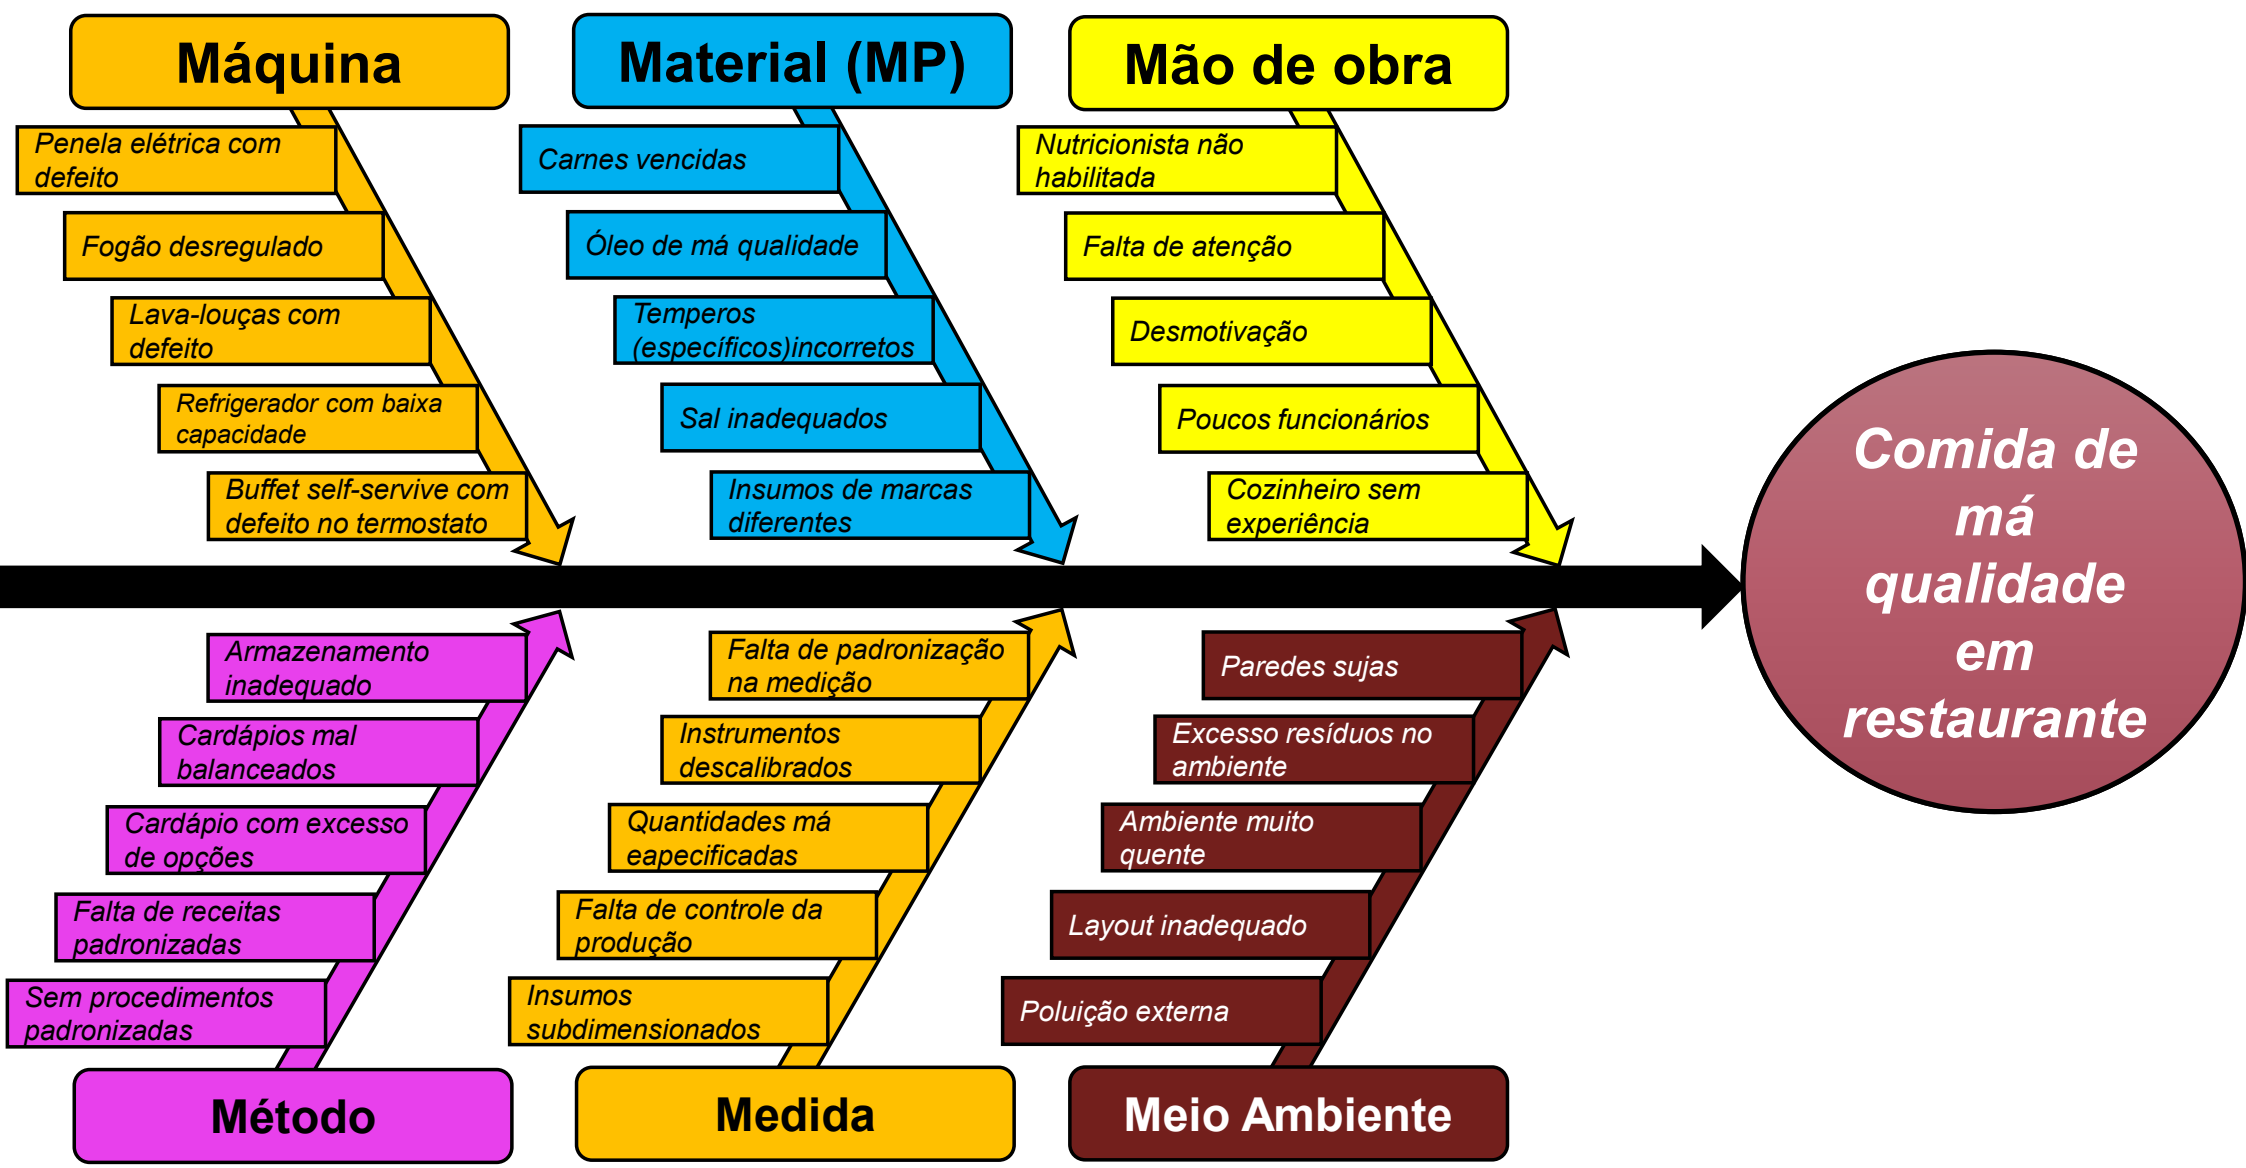 Máquina
Penela elétrica com
defeito
Fogão desregulado
Lava-louças com
defeito
Refrigerador com baixa
capacidade
Buffet self-servive com
defeito no termostato
Material (MP)
Carnes vencidas
Óleo de má qualidade
Temperos
(específicos)incorretos
Sal inadequados
Insumos de marcas
diferentes
Mão de obra
Nutricionista não
habilitada
Falta de atenção
Desmotivação
Poucos funcionários
Cozinheiro sem
experiência
Comida de
má
qualidade
em
restaurante
Armazenamento
inadequado
Cardápios mal
balanceados
Cardápio com excesso
de opções
Falta de receitas
padronizadas
Sem procedimentos
padronizadas
Método
Falta de padronização
na medição
Instrumentos
descalibrados
Quantidades má
eapecificadas
Falta de controle da
produção
Insumos
subdimensionados
Medida
Paredes sujas
Excesso resíduos no
ambiente
Ambiente muito
quente
Layout inadequado
Poluição externa
Meio Ambiente